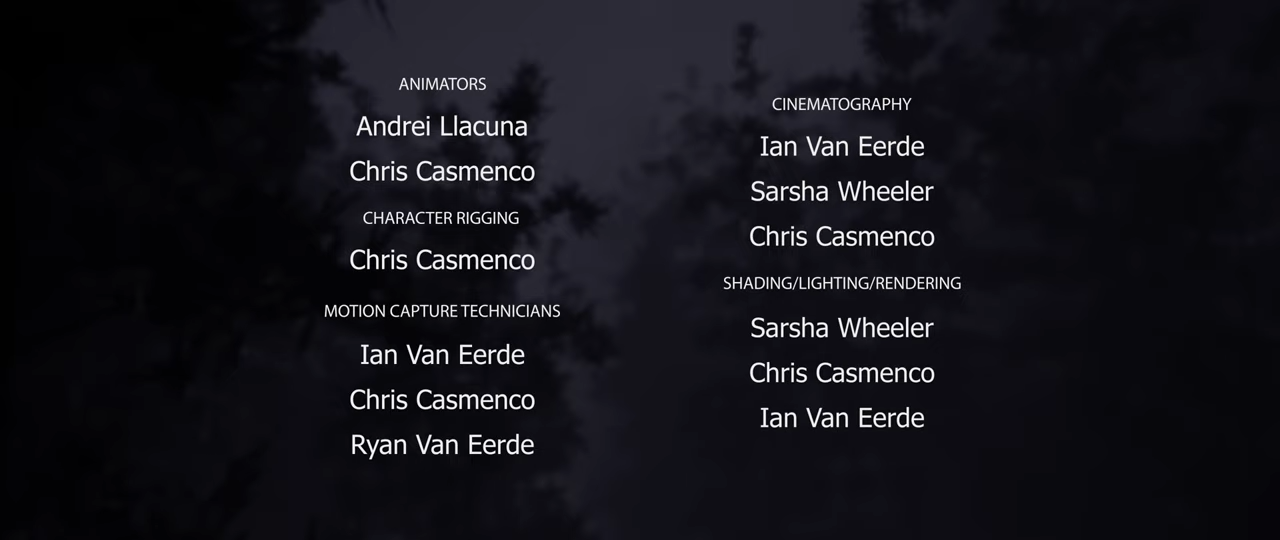 ANIMATORS
Andrei Llacuna
Chris Casmenco
CHARACTER RIGGING
Chris Casmenco
MOTION CAPTURE TECHNICIANS
Ian Van Eerde
Chris Casmenco
Ryan Van Eerde
CINEMATOGRAPHY
Ian Van Eerde
Sarsha Wheeler
Chris Casmenco
SHADING/LIGHTING/RENDERING
Sarsha Wheeler
Chris Casmenco
Ian Van Eerde